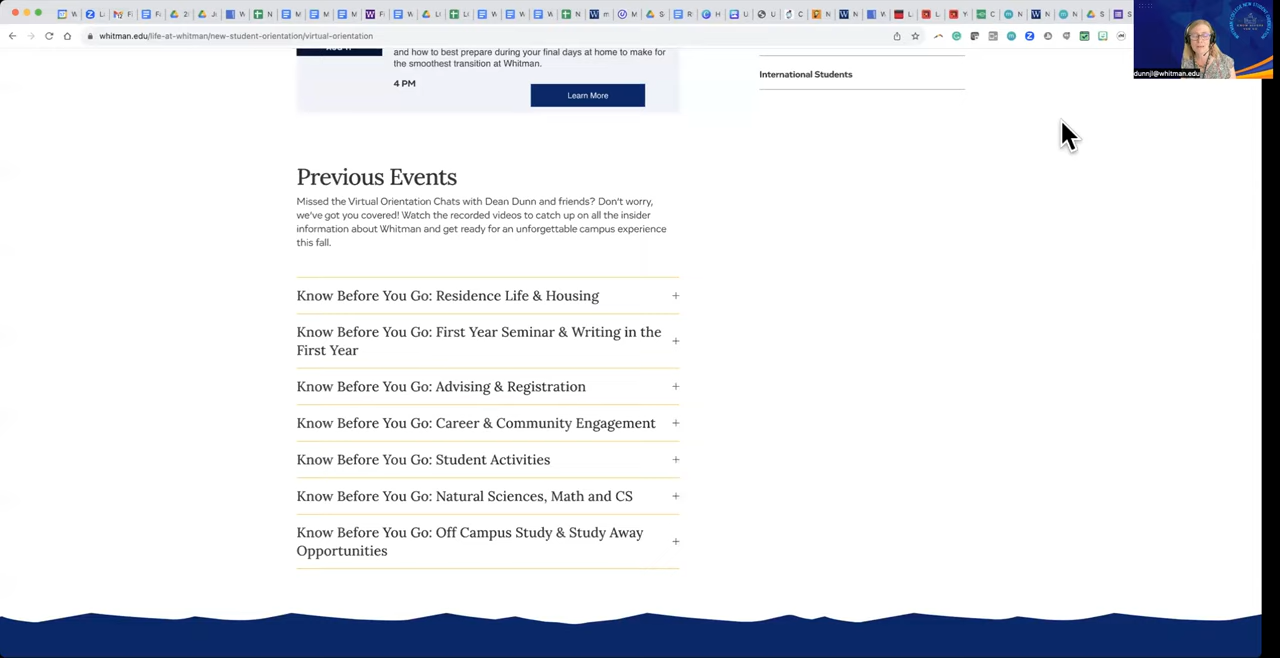 whitman.edu/life-at-whitman/new-student-orientation/virtual-orientation
dunnjl@whitman.edu
and how to best prepare during your final days at home to make for
the smoothest transition at Whitman.
4 PM
Learn More
International Students
Previous Events
Missed the Virtual Orientation Chats with Dean Dunn and friends? Don't worry,
we've got you covered! Watch the recorded videos to catch up on all the insider
information about Whitman and get ready for an unforgettable campus experience
this fall.
Know Before You Go: Residence Life & Housing +
Know Before You Go: First Year Seminar & Writing in the
First Year +
Know Before You Go: Advising & Registration +
Know Before You Go: Career & Community Engagement +
Know Before You Go: Student Activities +
Know Before You Go: Natural Sciences, Math and CS +
Know Before You Go: Off Campus Study & Study Away
Opportunities +